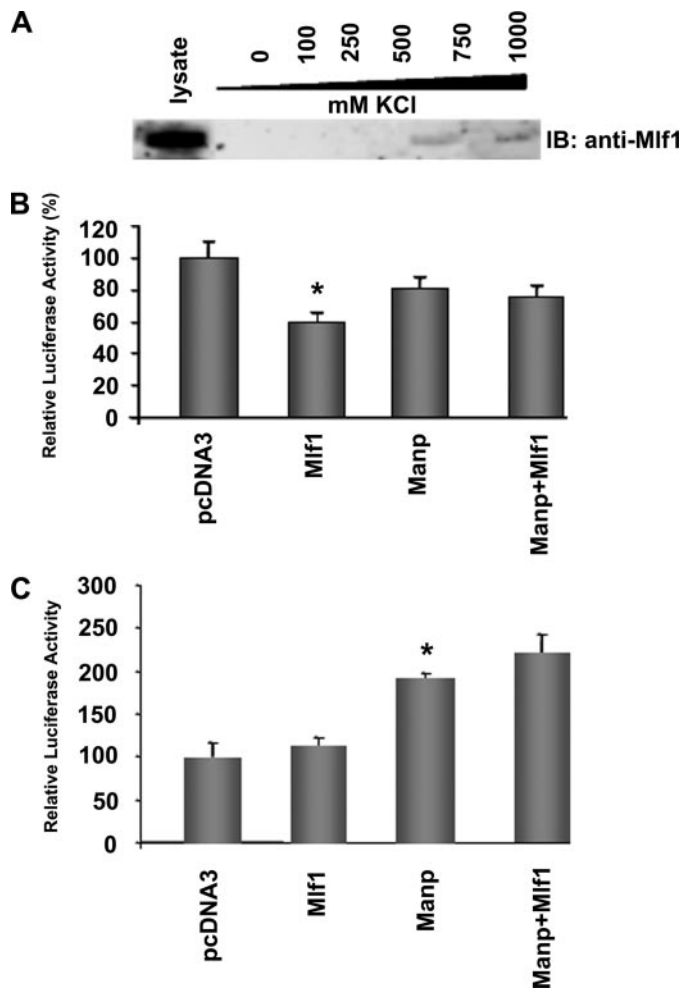 A
lysate
0 100 250 500 750 1000
mM KCl
IB: anti-Mlf1
B
Relative Luciferase Activity (%)
120
100
80
60
40
20
0
*
pcDNA3
Mlf1
Manp
Manp+Mlf1
C
Relative Luciferase Activity
300
250
200
150
100
50
0
*
pcDNA3
Mlf1
Manp
Manp+Mlf1